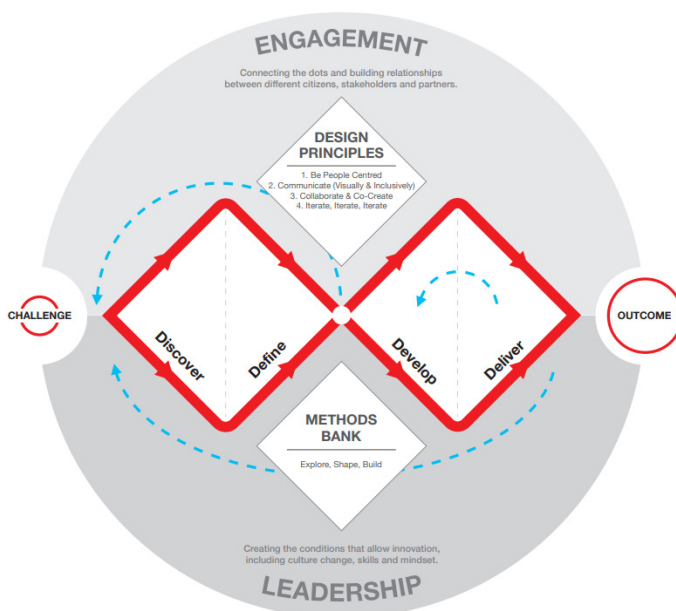 ENGAGEMENT
Connecting the dots and building relationships
between different citizens, stakeholders and partners.
DESIGN
PRINCIPLES
1. Be People Centred
2. Communicate (Visually & Inclusively)
3. Collaborate & Co-Create
4. Iterate, Iterate, Iterate
CHALLENGE
OUTCOME
Discover
Define
Develop
Deliver
METHODS
BANK
Explore, Shape, Build
Creating the conditions that allow innovation,
including culture change, skills and mindset.
LEADERSHIP